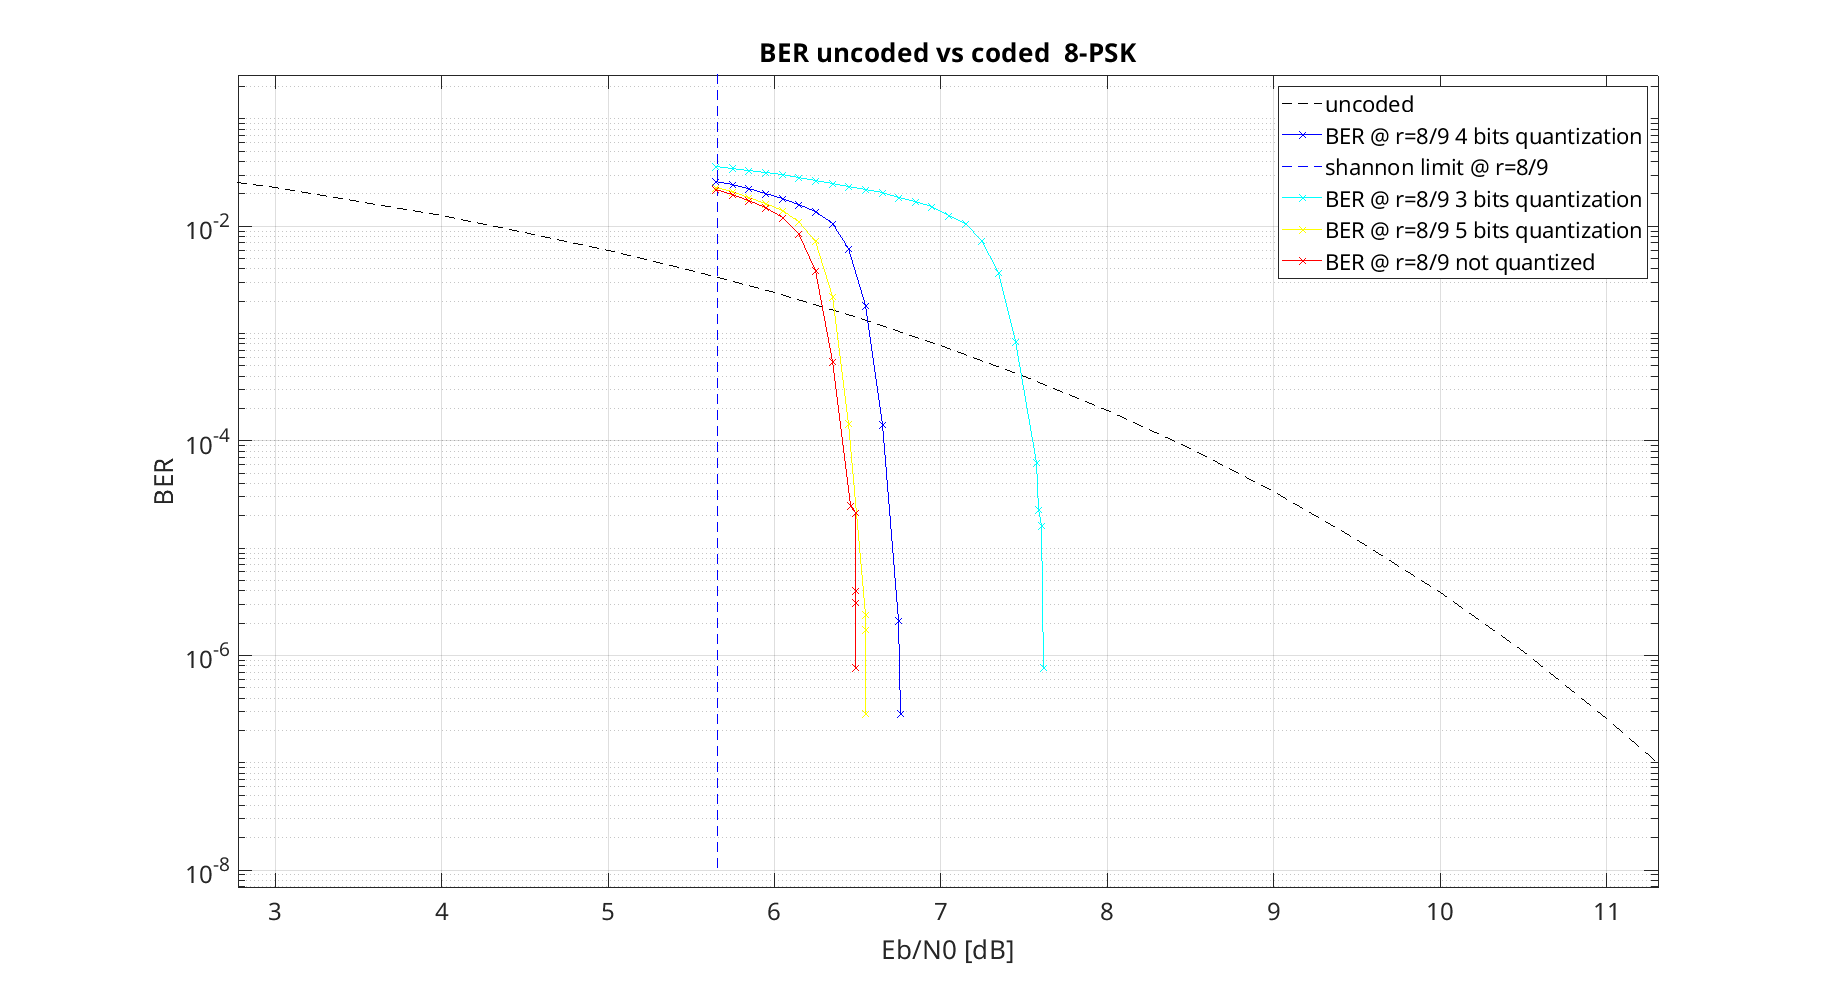 BER uncoded vs coded 8-PSK
uncoded
BER @ r=8/9 4 bits quantization
shannon limit @ r=8/9
BER @ r=8/9 3 bits quantization
BER @ r=8/9 5 bits quantization
BER @ r=8/9 not quantized
BER
10^-2
10^-4
10^-6
10^-8
3 4 5 6 7 8 9 10 11
Eb/N0 [dB]